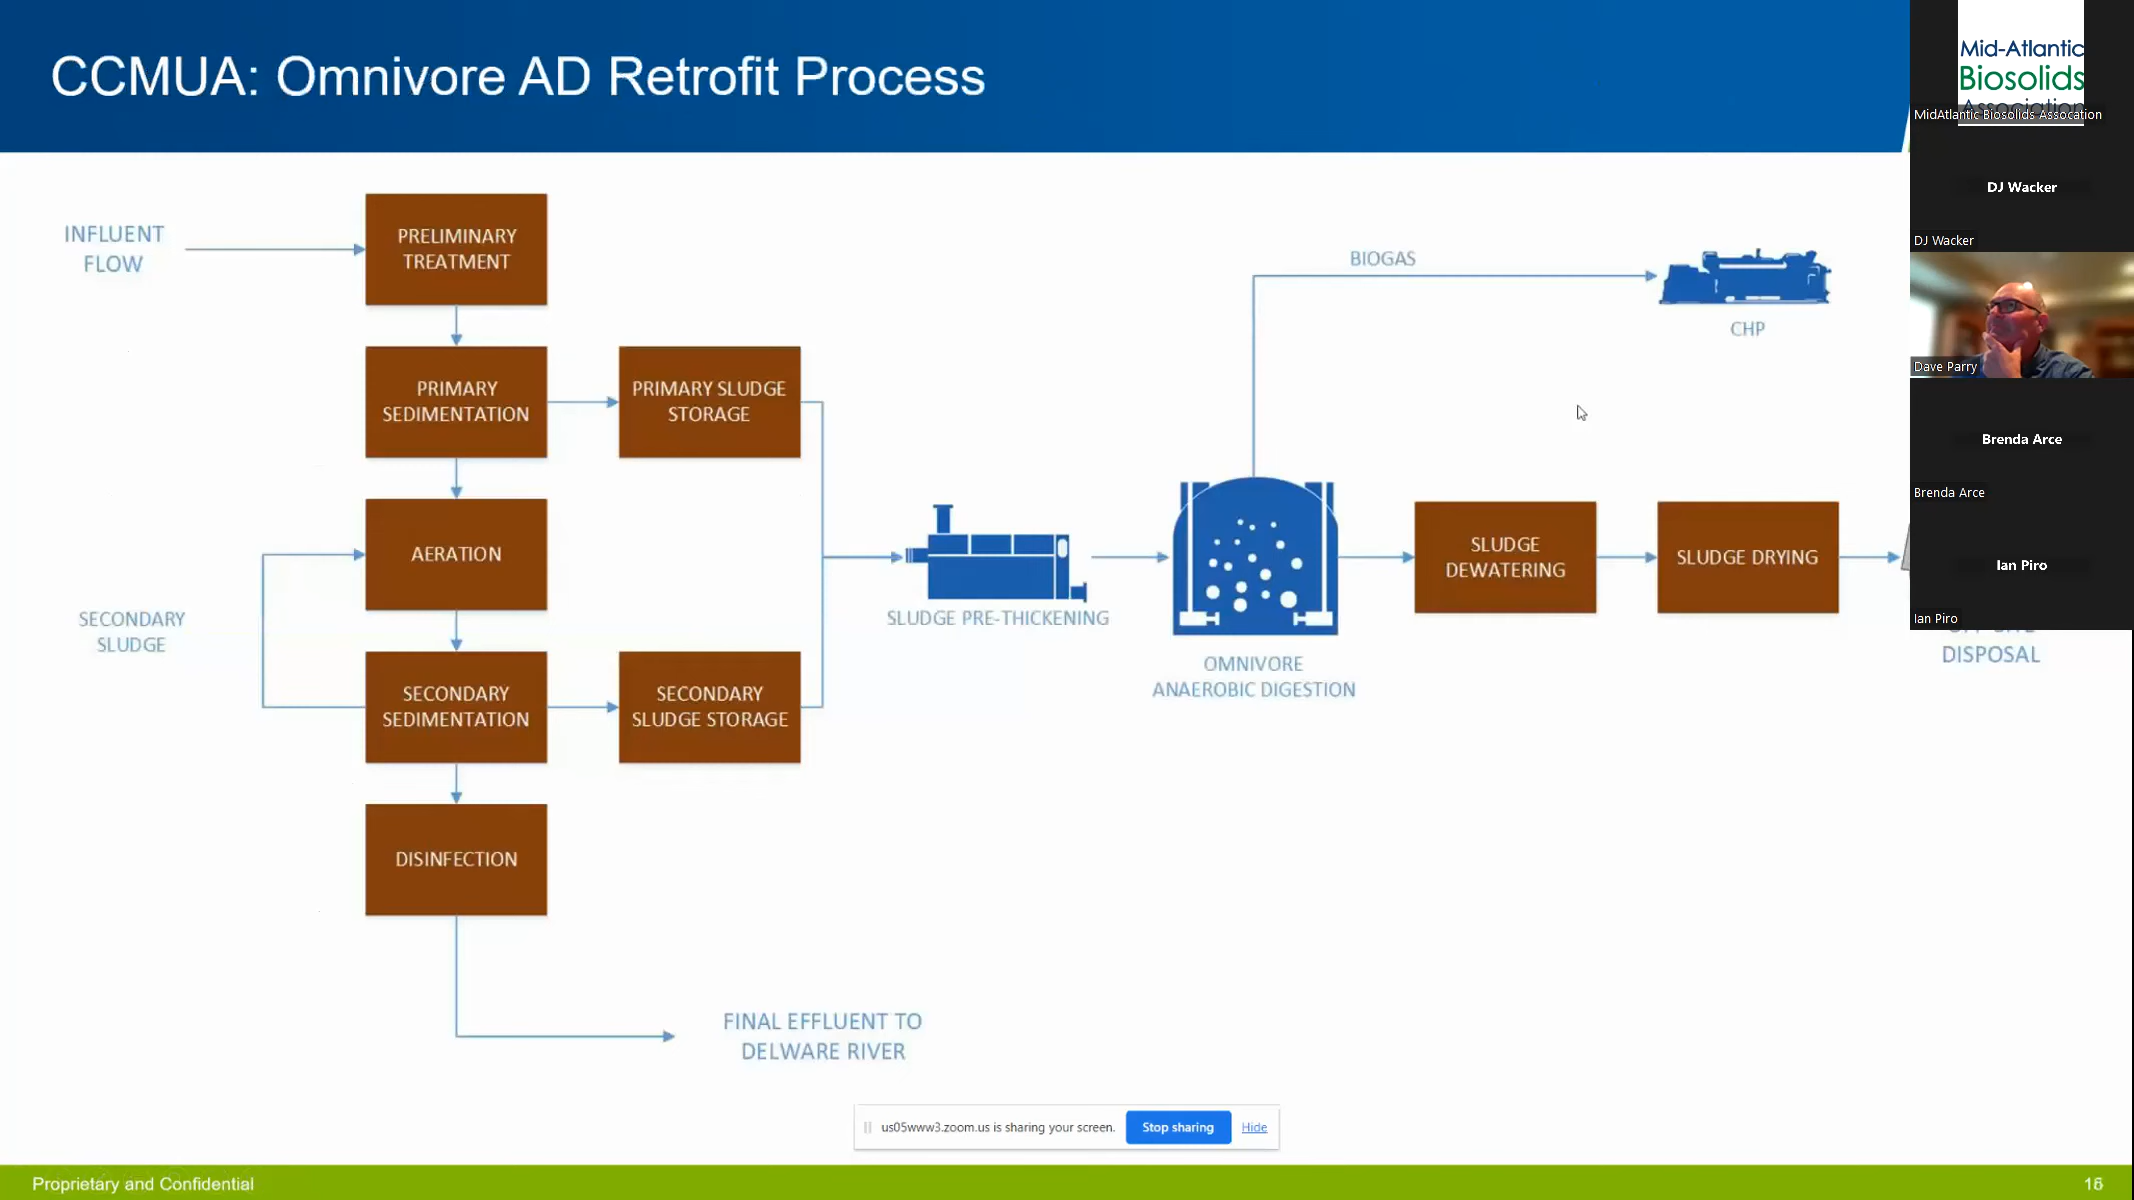 CCMUA: Omnivore AD Retrofit Process
INFLUENT
FLOW
PRELIMINARY
TREATMENT
PRIMARY
SEDIMENTATION
PRIMARY SLUDGE
STORAGE
AERATION
SECONDARY
SLUDGE
SECONDARY
SEDIMENTATION
SECONDARY
SLUDGE STORAGE
DISINFECTION
FINAL EFFLUENT TO
DELWARE RIVER
SLUDGE PRE-THICKENING
BIOGAS
CHP
OMNIVORE
ANAEROBIC DIGESTION
SLUDGE
DEWATERING
SLUDGE DRYING
DISPOSAL
Mid-Atlantic
Biosolids
Association
MidAtlantic Biosolids Assocation
DJ Wacker
DJ Wacker
Dave Parry
Brenda Arce
Brenda Arce
Ian Piro
Ian Piro
us05www3.zoom.us is sharing your screen.
Stop sharing
Hide
Proprietary and Confidential